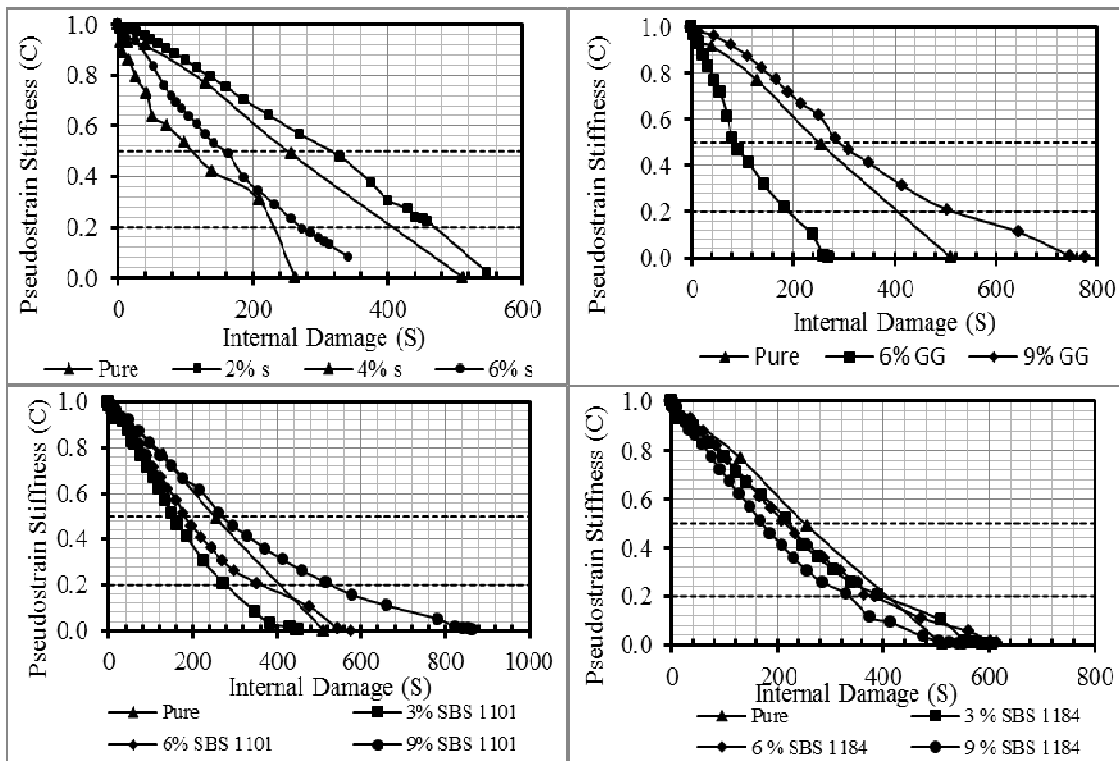 Pseudostrain Stiffness (C)
1.0
0.8
0.6
0.4
0.2
0.0
0 200 400 600
Internal Damage (S)
Pure 2% s 4% s 6% s
Pseudostrain Stiffness (C)
1.0
0.8
0.6
0.4
0.2
0.0
0 200 400 600 800
Internal Damage (S)
Pure 6% GG 9% GG
Pseudostrain Stiffness (C)
1.0
0.8
0.6
0.4
0.2
0.0
0 200 400 600 800 1000
Internal Damage (S)
Pure 3% SBS 1101
6% SBS 1101 9% SBS 1101
Pseudostrain Stiffness (C)
1.0
0.8
0.6
0.4
0.2
0.0
0 200 400 600 800
Internal Damage (S)
Pure 3 % SBS 1184
6 % SBS 1184 9 % SBS 1184